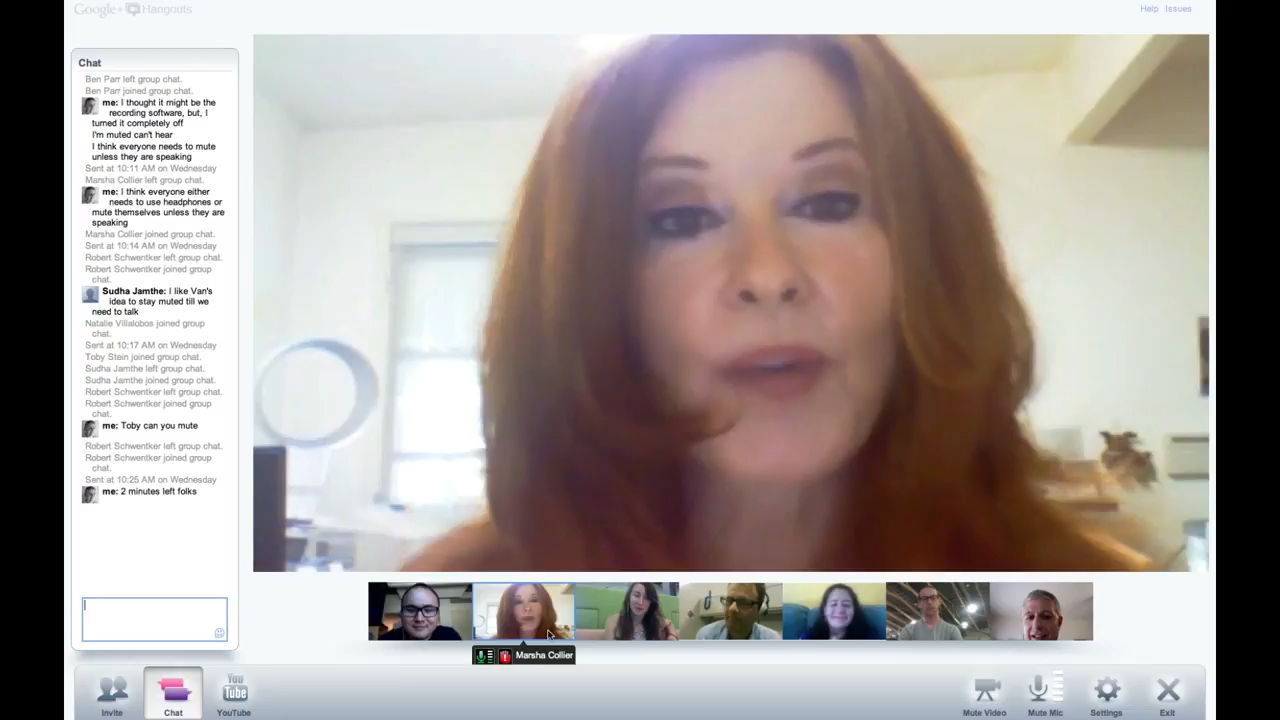 Google+ Hangouts
Help Issues
Chat
Ben Parr left group chat.
Ben Parr joined group chat.
me: I thought it might be the
recording software, but, I
turned it completely off
I'm muted can't hear
I think everyone needs to mute
unless they are speaking
Sent at 10:11 AM on Wednesday
Marsha Collier left group chat.
me: I think everyone either
needs to use headphones or
mute themselves unless they are
speaking
Marsha Collier joined group chat.
Sent at 10:14 AM on Wednesday
Robert Schwentker left group chat.
Robert Schwentker joined group
chat.
Sudha Jamthe: I like Van's
idea to stay muted till we
need to talk
Natalie Villalobos joined group
chat.
Sent at 10:17 AM on Wednesday
Toby Stein joined group chat.
Sudha Jamthe left group chat.
Sudha Jamthe joined group chat.
Robert Schwentker left group chat.
Robert Schwentker joined group
chat.
me: Toby can you mute
Robert Schwentker left group chat.
Robert Schwentker joined group
chat.
Sent at 10:25 AM on Wednesday
me: 2 minutes left folks
Marsha Collier
You
Tube
Invite
Chat
YouTube
Mute Video
Mute Mic
Settings
Exit